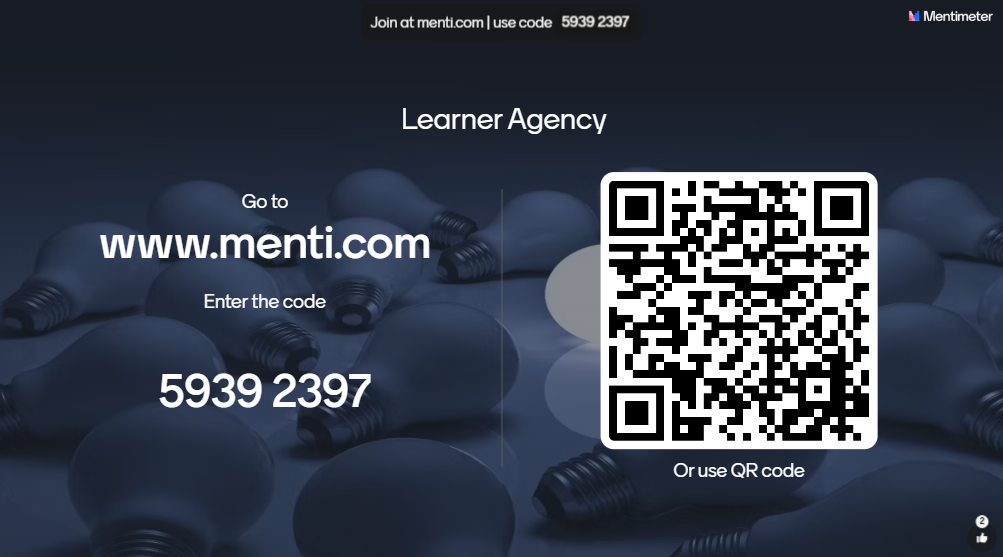 Join at menti.com | use code 5939 2397
Mentimeter
Learner Agency
Go to
www.menti.com
Enter the code
5939 2397
Or use QR code
2